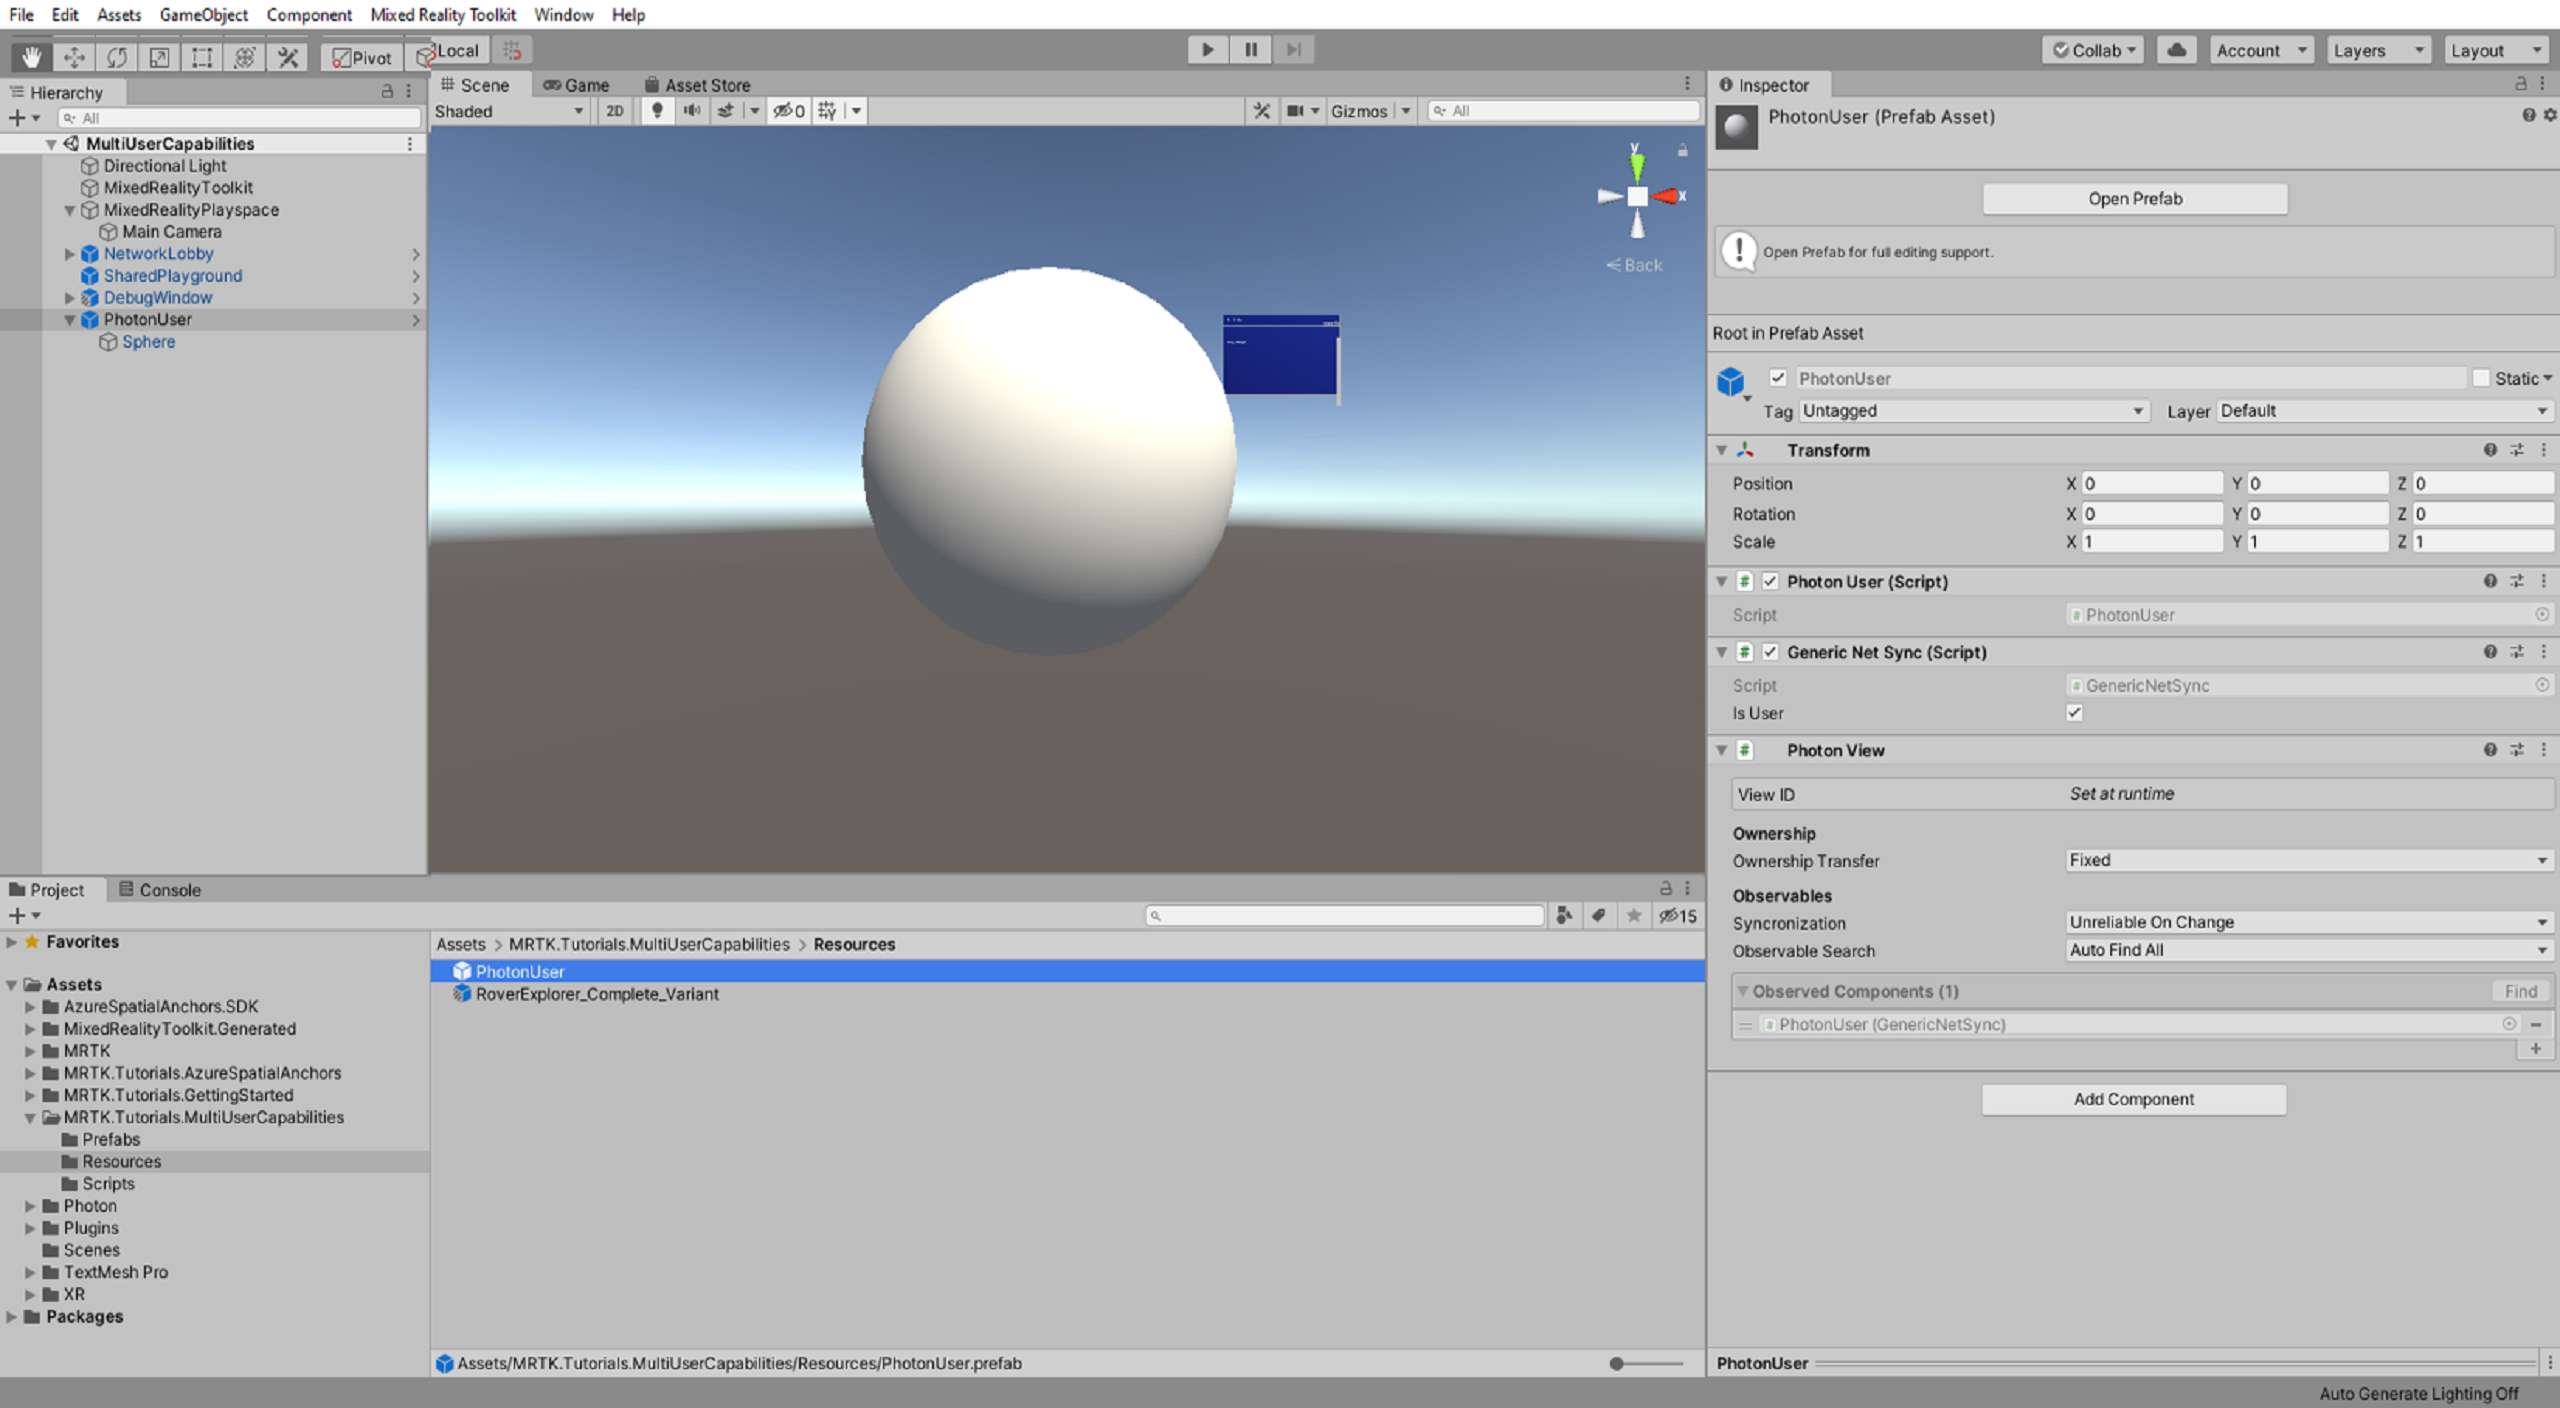 File Edit Assets GameObject Component Mixed Reality Toolkit Window Help
Pivot Local Collab Account Layers Layout
Hierarchy
All
MultiUserCapabilities
Directional Light
MixedRealityToolkit
MixedRealityPlayspace
Main Camera
NetworkLobby
SharedPlayground
DebugWindow
PhotonUser
Sphere
Scene Game Asset Store
Shaded 2D 0 Gizmos All
y
x
Back
Inspector
PhotonUser (Prefab Asset)
Open Prefab
Open Prefab for full editing support.
Root in Prefab Asset
PhotonUser Static
Tag Untagged Layer Default
Transform
Position X 0 Y 0 Z 0
Rotation X 0 Y 0 Z 0
Scale X 1 Y 1 Z 1
# Photon User (Script)
Script # PhotonUser
# Generic Net Sync (Script)
Script # GenericNetSync
Is User
# Photon View
View ID Set at runtime
Ownership
Ownership Transfer Fixed
Observables
Syncronization Unreliable On Change
Observable Search Auto Find All
Observed Components (1) Find
# PhotonUser (GenericNetSync)
Add Component
PhotonUser
Project Console
15
Favorites
Assets
AzureSpatialAnchors.SDK
MixedRealityToolkit.Generated
MRTK
MRTK.Tutorials.AzureSpatialAnchors
MRTK.Tutorials.GettingStarted
MRTK.Tutorials.MultiUserCapabilities
Prefabs
Resources
Scripts
Photon
Plugins
Scenes
TextMesh Pro
XR
Packages
Assets > MRTK.Tutorials.MultiUserCapabilities > Resources
PhotonUser
RoverExplorer_Complete_Variant
Assets/MRTK.Tutorials.MultiUserCapabilities/Resources/PhotonUser.prefab
Auto Generate Lighting Off